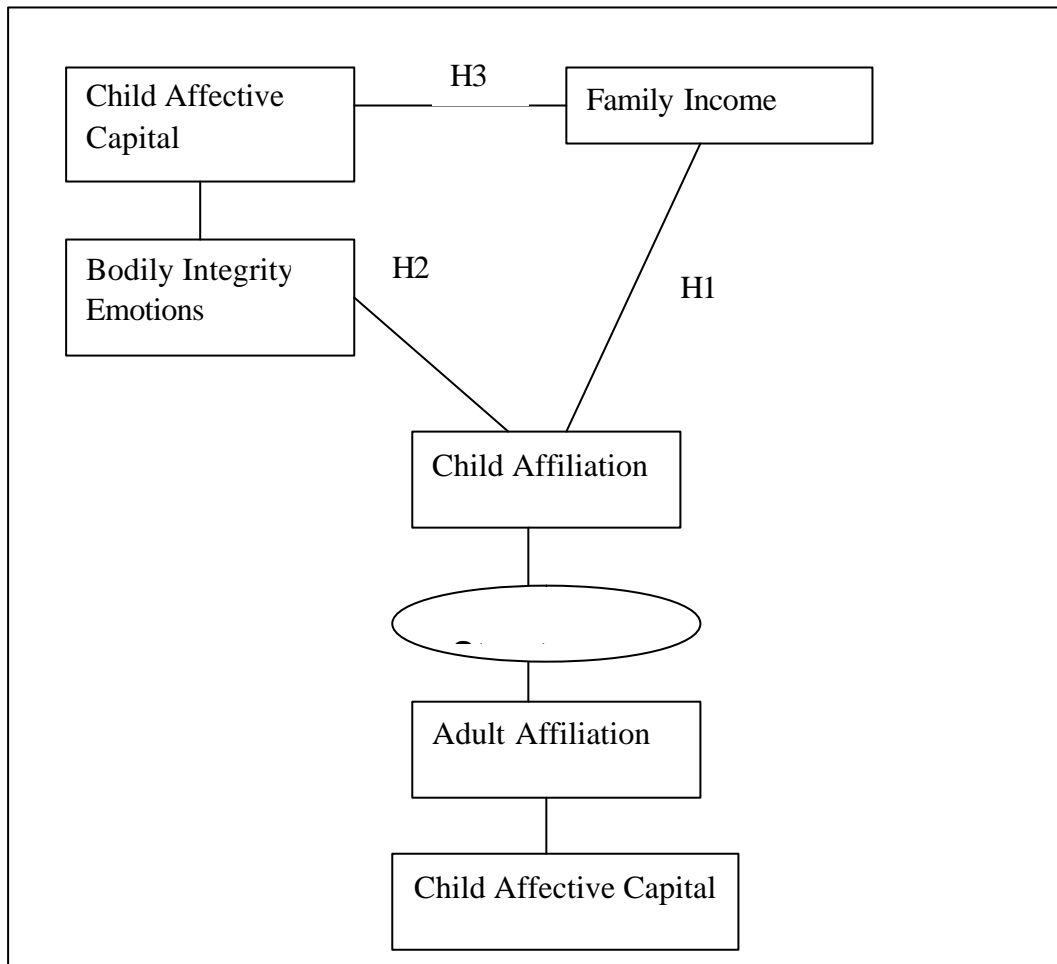 H3
Child Affective
Capital
Family Income
Bodily Integrity
Emotions
H2
H1
Child Affiliation
Adult Affiliation
Child Affective Capital